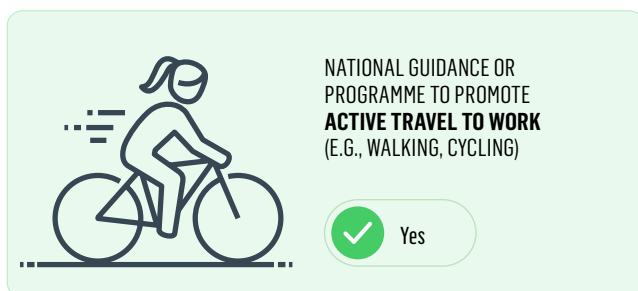 NATIONAL GUIDANCE OR
PROGRAMME TO PROMOTE
ACTIVE TRAVEL TO WORK
(E.G., WALKING, CYCLING)
Yes